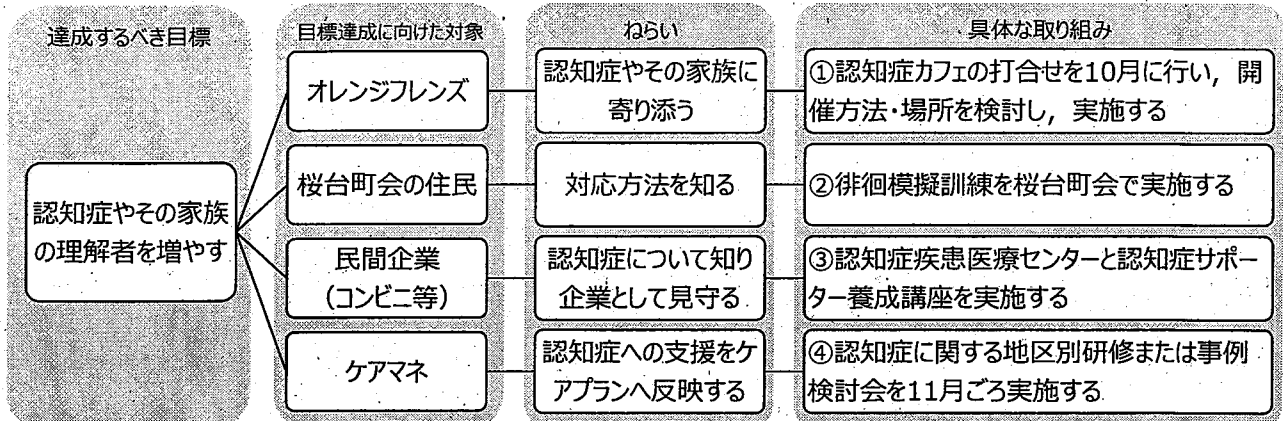 達成するべき目標
目標達成に向けた対象
ねらい
具体な取り組み
認知症やその家族
の理解者を増やす
オレンジフレンズ
認知症やその家族に
寄り添う
①認知症カフェの打合せを10月に行い，開
催方法・場所を検討し，実施する
桜台町会の住民
対応方法を知る
②徘徊模擬訓練を桜台町会で実施する
民間企業
（コンビニ等）
認知症について知り
企業として見守る
③認知症疾患医療センターと認知症サポー
ター養成講座を実施する
ケアマネ
認知症への支援をケ
アプランへ反映する
④認知症に関する地区別研修または事例
検討会を11月ごろ実施する